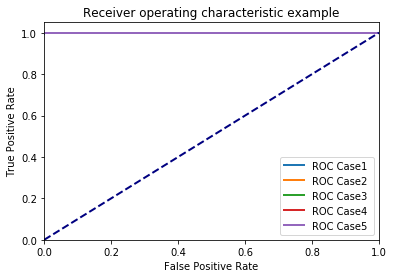 Receiver operating characteristic example
True Positive Rate
1.0
0.8
0.6
0.4
0.2
0.0
ROC Case1
ROC Case2
ROC Case3
ROC Case4
ROC Case5
0.0 0.2 0.4 0.6 0.8 1.0
False Positive Rate